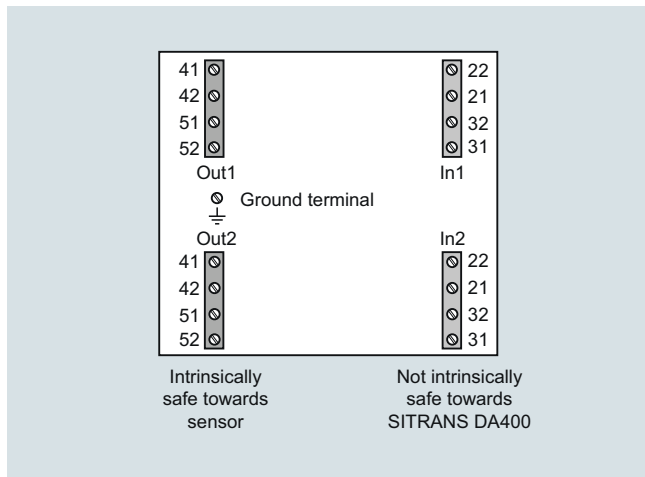 41 22
42 21
51 32
52 31
Out1 In1
Ground terminal
Out2 In2
41 22
42 21
51 32
52 31
Intrinsically
safe towards
sensor
Not intrinsically
safe towards
SITRANS DA400